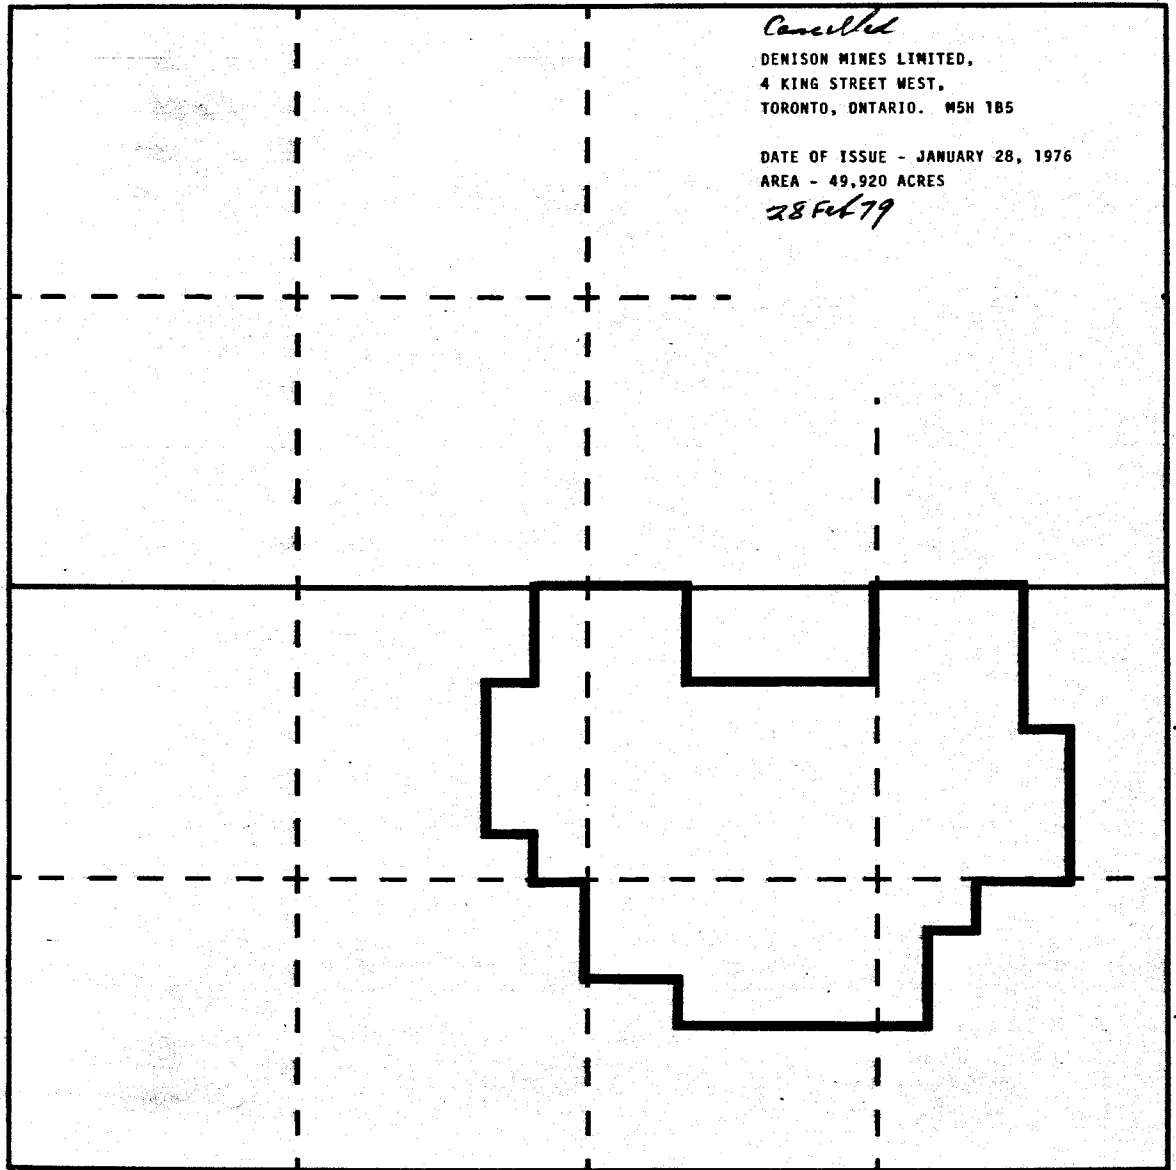 Cancelled
DENISON MINES LIMITED,
4 KING STREET WEST,
TORONTO, ONTARIO. M5H 1B5
DATE OF ISSUE - JANUARY 28, 1976
AREA - 49,920 ACRES
28 Feb 79